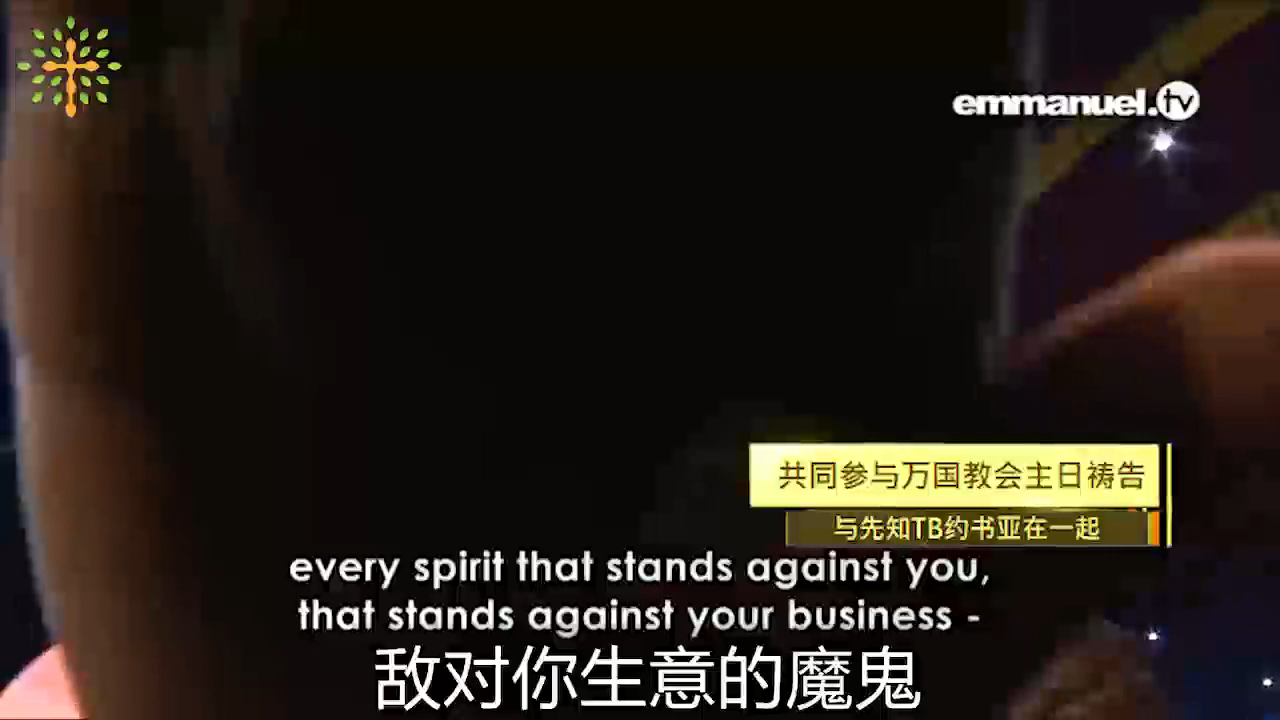 emmanuel.tv
共同参与万国教会主日祷告
与先知TB约书亚在一起
every spirit that stands against you,
that stands against your business -
敌对你生意的魔鬼